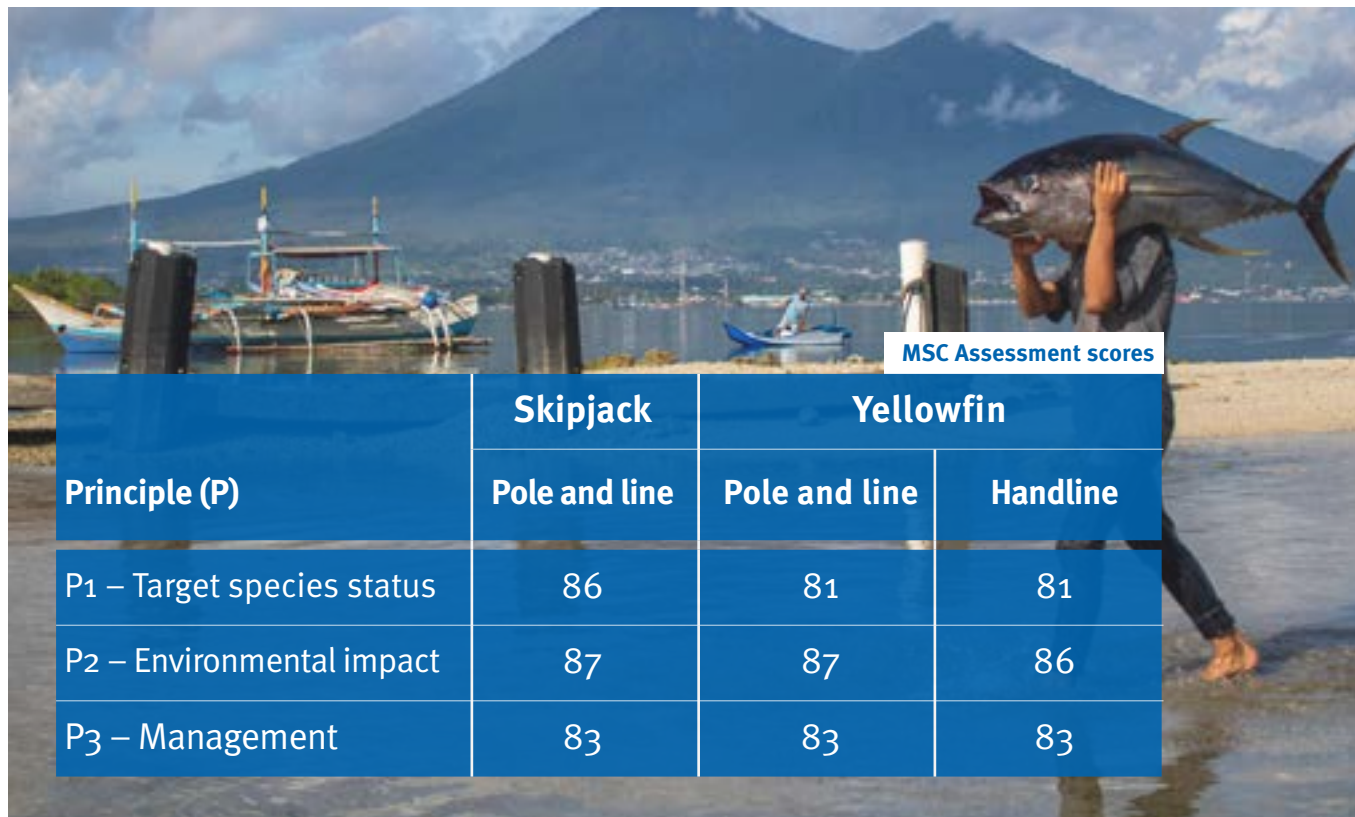 MSC Assessment scores
Skipjack Yellowfin
Principle (P) Pole and line Pole and line Handline
P1 – Target species status 86 81 81
P2 – Environmental impact 87 87 86
P3 – Management 83 83 83